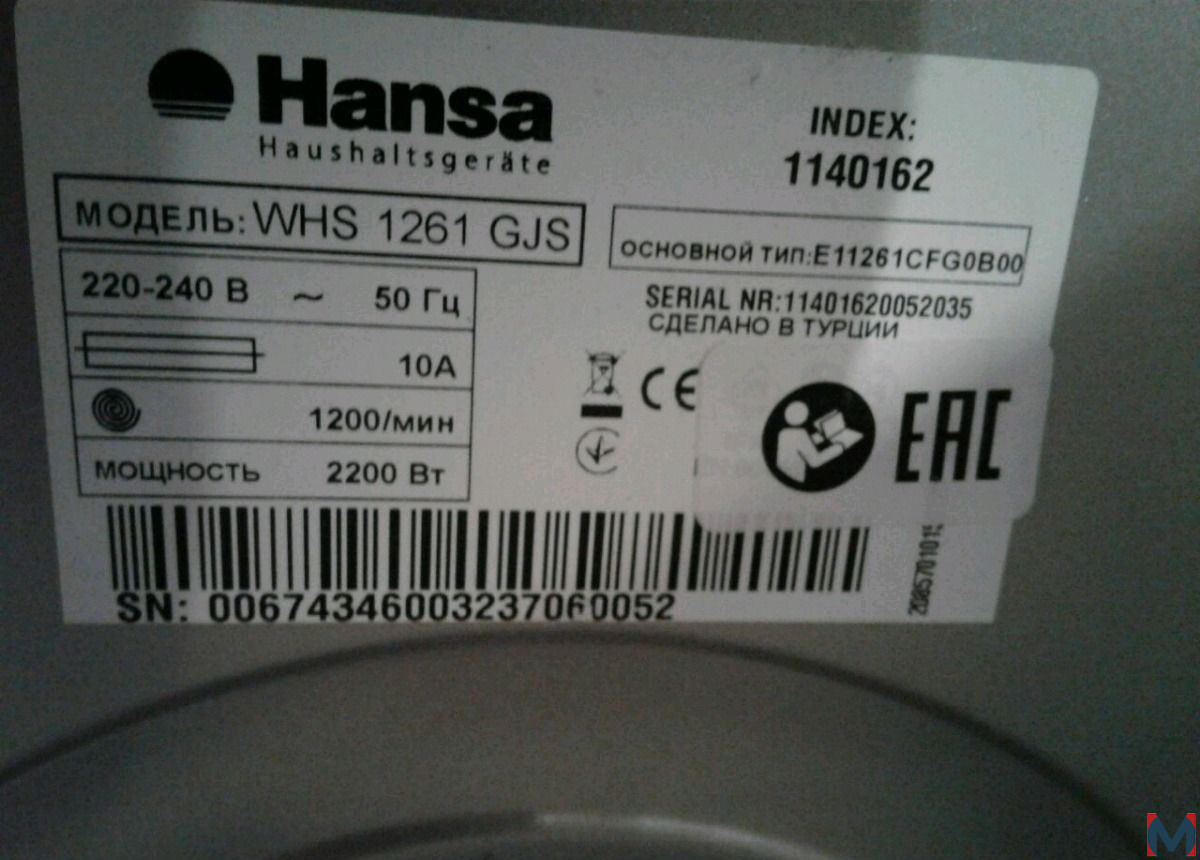 Hansa
Haushaltsgeräte
INDEX:
1140162
МОДЕЛЬ: WHS 1261 GJS
ОСНОВНОЙ ТИП:E11261CFG0B00
220-240 В ~ 50 Гц
SERIAL NR:11401620052035
СДЕЛАНО В ТУРЦИИ
10А
CE
1200/мин
EAC
МОЩНОСТЬ 2200 Вт
SN: 00674346003237060052
M